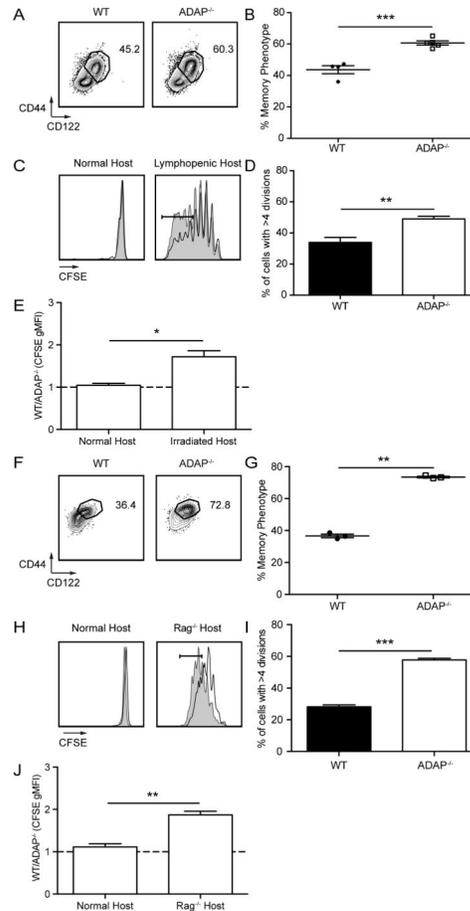 A
WT
ADAP-/-
45.2
60.3
CD44
CD122
B
% Memory Phenotype
80
60
40
20
0
***
WT
ADAP-/-
C
Normal Host
Lymphopenic Host
CFSE
D
% of cells with >4 divisions
80
60
40
20
0
**
WT
ADAP-/-
E
WT/ADAP-/- (CFSE gMFI)
3
2
1
0
*
Normal Host
Irradiated Host
F
WT
ADAP-/-
36.4
72.8
CD44
CD122
G
% Memory Phenotype
80
60
40
20
0
**
WT
ADAP-/-
H
Normal Host
Rag-/- Host
CFSE
I
% of cells with >4 divisions
80
60
40
20
0
***
WT
ADAP-/-
J
WT/ADAP-/- (CFSE gMFI)
3
2
1
0
**
Normal Host
Rag-/- Host